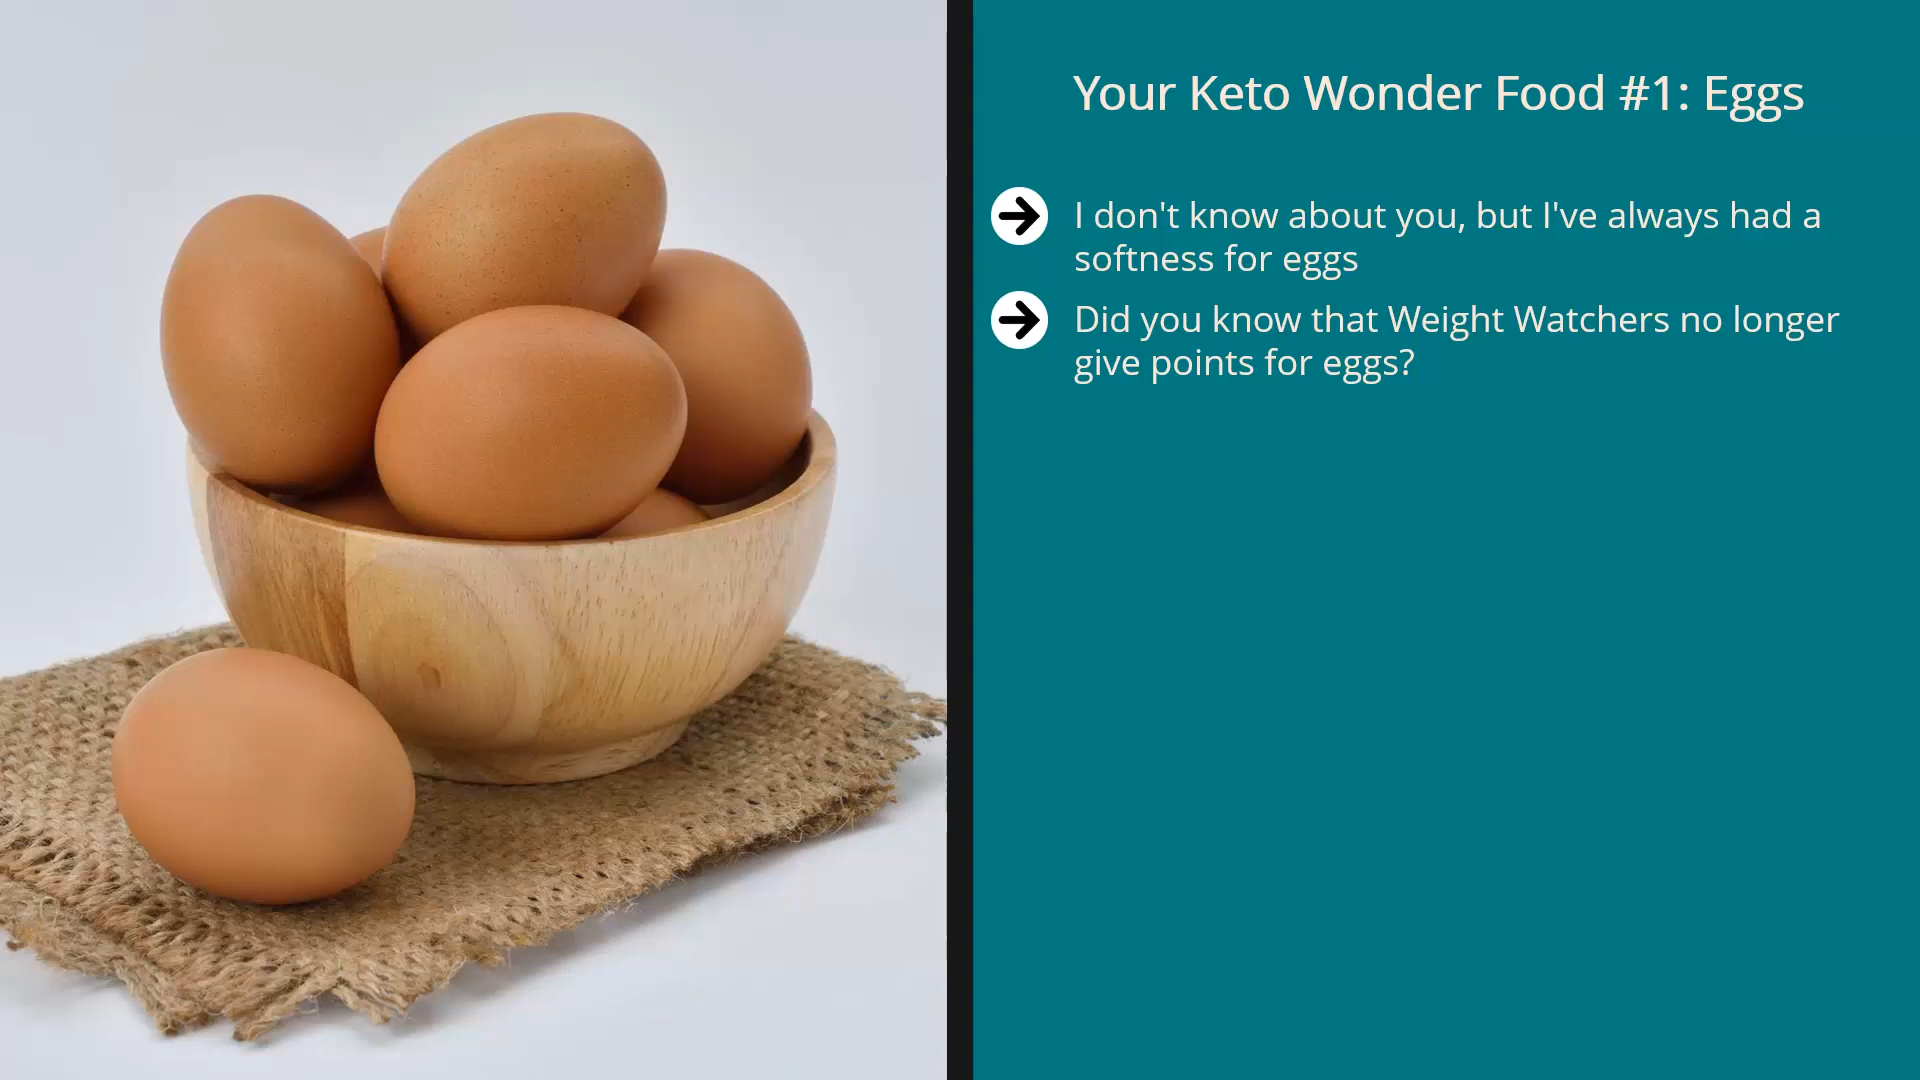 Your Keto Wonder Food #1: Eggs
I don't know about you, but I've always had a
softness for eggs
Did you know that Weight Watchers no longer
give points for eggs?